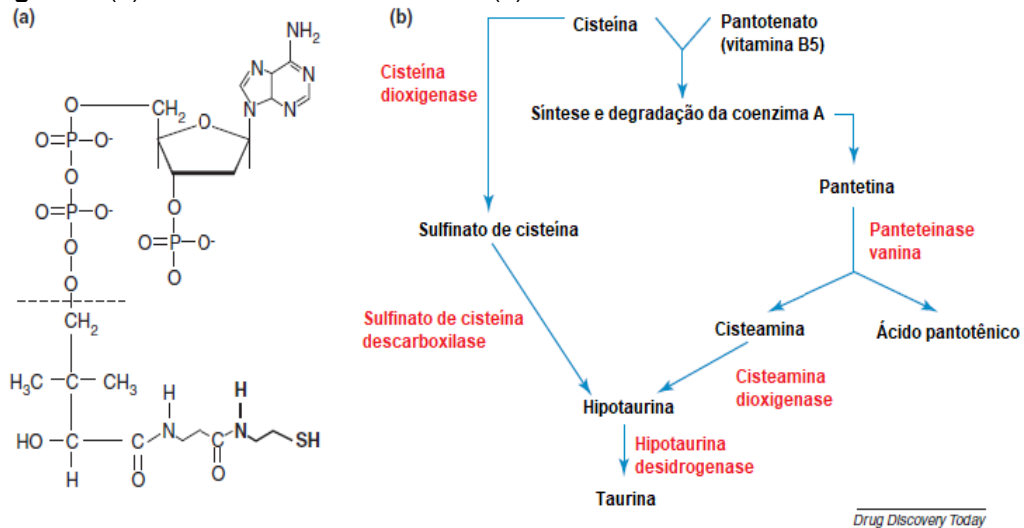 (a)
NH₂
N
N
N
N
O
CH₂
O
O=P—O-
O
O
O=P—O-
O=P—O-
O
O
O
CH₂
H₃C
C
CH₃
H
H
HO
C
C
N
C
N
SH
H
O
O
(b)
Cisteína
Pantotenato
(vitamina B5)
Cisteína
dioxigenase
Síntese e degradação da coenzima A
Pantetina
Sulfinato de cisteína
Panteteinase
vanina
Sulfinato de cisteína
descarboxilase
Cisteamina
Ácido pantotênico
Cisteamina
dioxigenase
Hipotaurina
Hipotaurina
desidrogenase
Taurina
Drug Discovery Today